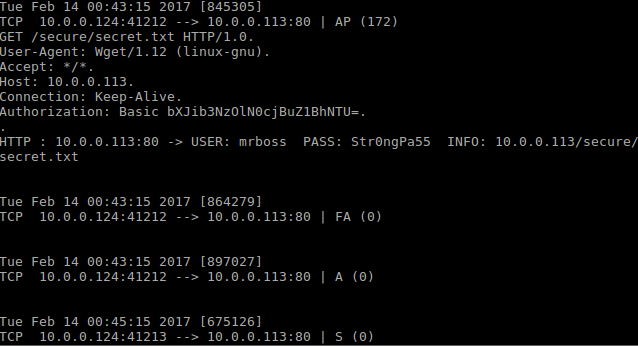 Tue Feb 14 00:43:15 2017 [845305]
TCP  10.0.0.124:41212 --> 10.0.0.113:80 | AP (172)
GET /secure/secret.txt HTTP/1.0.
User-Agent: Wget/1.12 (linux-gnu).
Accept: */*.
Host: 10.0.0.113.
Connection: Keep-Alive.
Authorization: Basic bXJib3NzOlN0cjBuZ1BhNTU=.
.
HTTP : 10.0.0.113:80 -> USER: mrboss  PASS: Str0ngPa55  INFO: 10.0.0.113/secure/
secret.txt
Tue Feb 14 00:43:15 2017 [864279]
TCP  10.0.0.124:41212 --> 10.0.0.113:80 | FA (0)
Tue Feb 14 00:43:15 2017 [897027]
TCP  10.0.0.124:41212 --> 10.0.0.113:80 | A (0)
Tue Feb 14 00:45:15 2017 [675126]
TCP  10.0.0.124:41213 --> 10.0.0.113:80 | S (0)